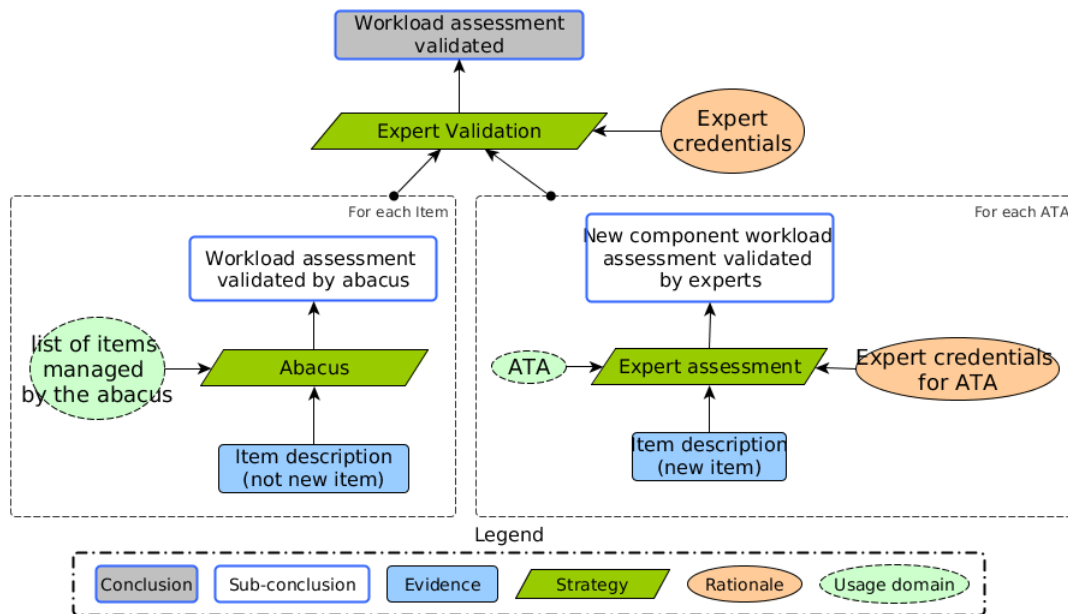 Workload assessment
validated
Expert Validation
Expert
credentials
For each Item
For each ATA
Workload assessment
validated by abacus
New component workload
assessment validated
by experts
list of items
managed
by the abacus
Abacus
ATA
Expert assessment
Expert credentials
for ATA
Item description
(not new item)
Item description
(new item)
Legend
Conclusion
Sub-conclusion
Evidence
Strategy
Rationale
Usage domain